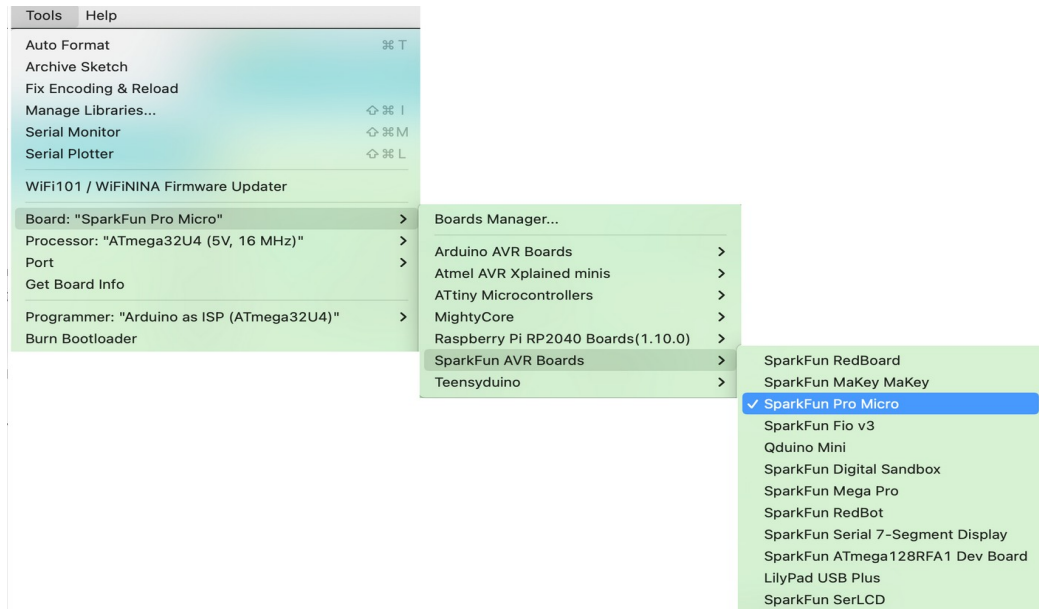 Tools Help
Auto Format ⌘ T
Archive Sketch
Fix Encoding & Reload
Manage Libraries... ⇧ ⌘ I
Serial Monitor ⇧ ⌘ M
Serial Plotter ⇧ ⌘ L
WiFi101 / WiFiNINA Firmware Updater
Board: "SparkFun Pro Micro" >
Processor: "ATmega32U4 (5V, 16 MHz)" >
Port >
Get Board Info
Programmer: "Arduino as ISP (ATmega32U4)" >
Burn Bootloader
Boards Manager...
Arduino AVR Boards >
Atmel AVR Xplained minis >
ATtiny Microcontrollers >
MightyCore >
Raspberry Pi RP2040 Boards(1.10.0) >
SparkFun AVR Boards >
Teensyduino >
SparkFun RedBoard
SparkFun MaKey MaKey
✓ SparkFun Pro Micro
SparkFun Fio v3
Qduino Mini
SparkFun Digital Sandbox
SparkFun Mega Pro
SparkFun RedBot
SparkFun Serial 7-Segment Display
SparkFun ATmega128RFA1 Dev Board
LilyPad USB Plus
SparkFun SerLCD